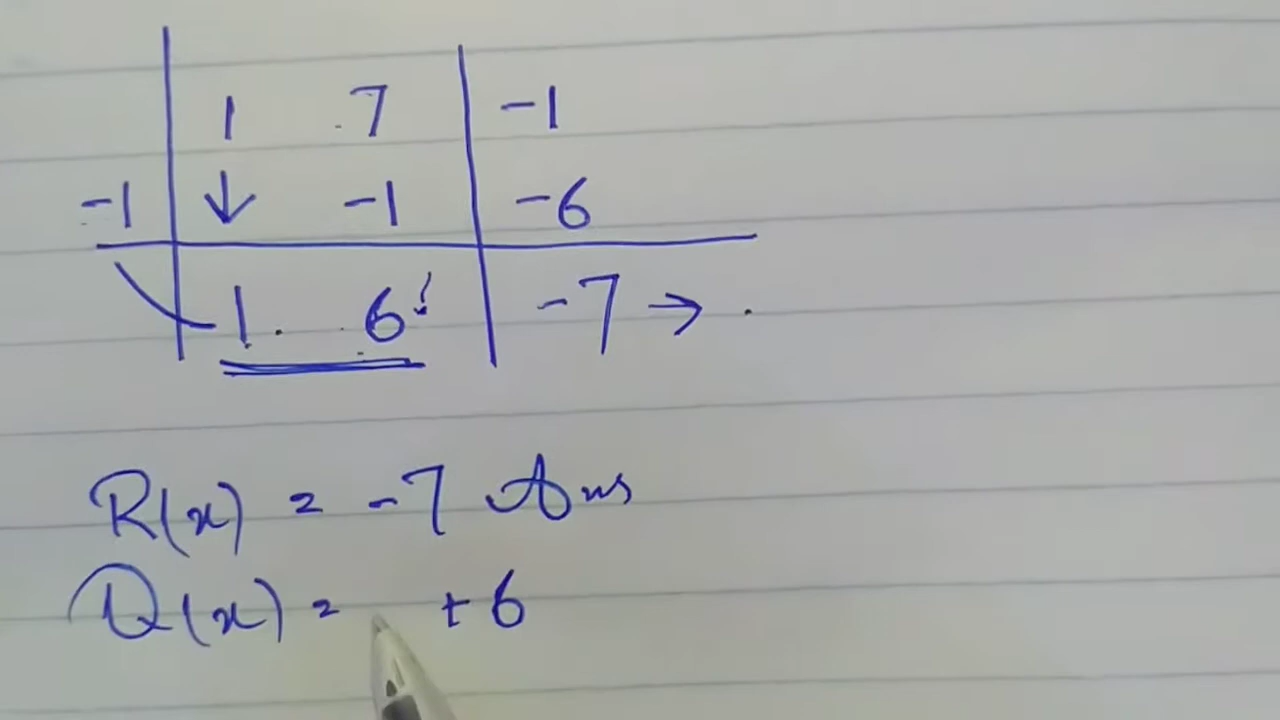 1 7 -1
-1 ↓ -1 -6
1 6 -7 →
R(x) = -7 Ans
Q(x) = +6